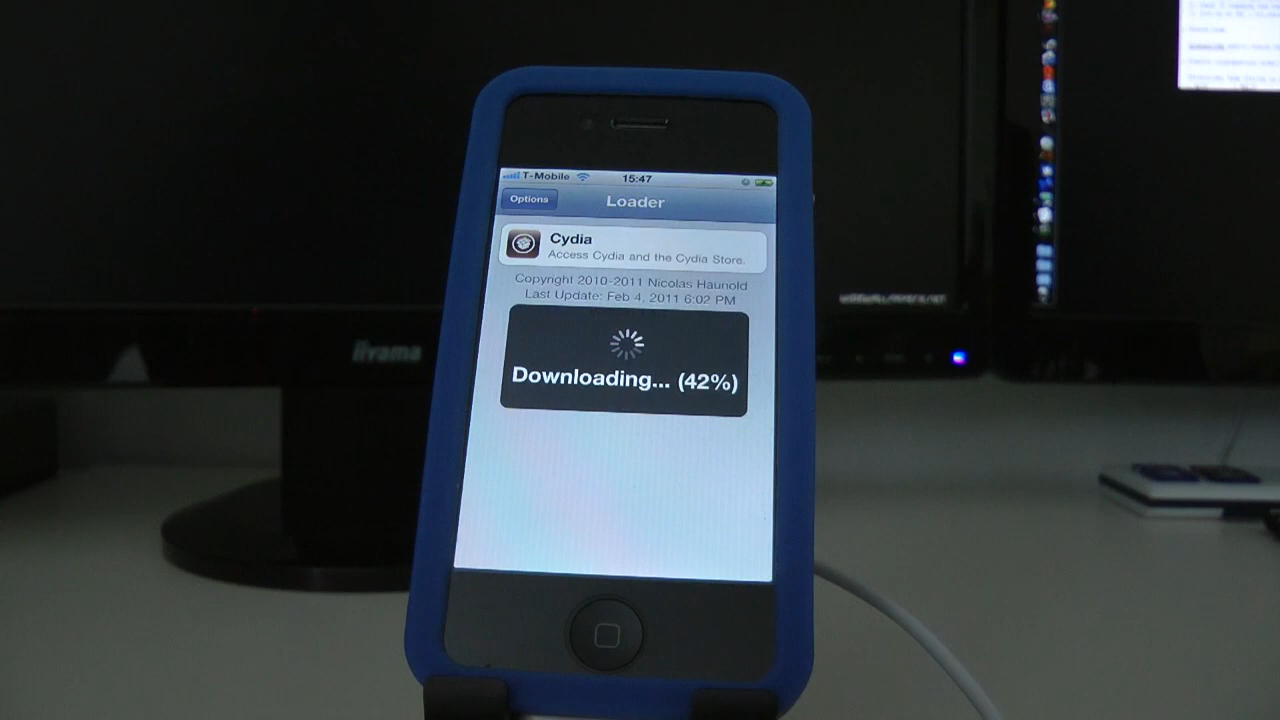 T-Mobile 15:47
Options Loader
Cydia
Access Cydia and the Cydia Store.
Copyright 2010-2011 Nicolas Haunold
Last Update: Feb 4, 2011 6:02 PM
Downloading... (42%)
iiyama